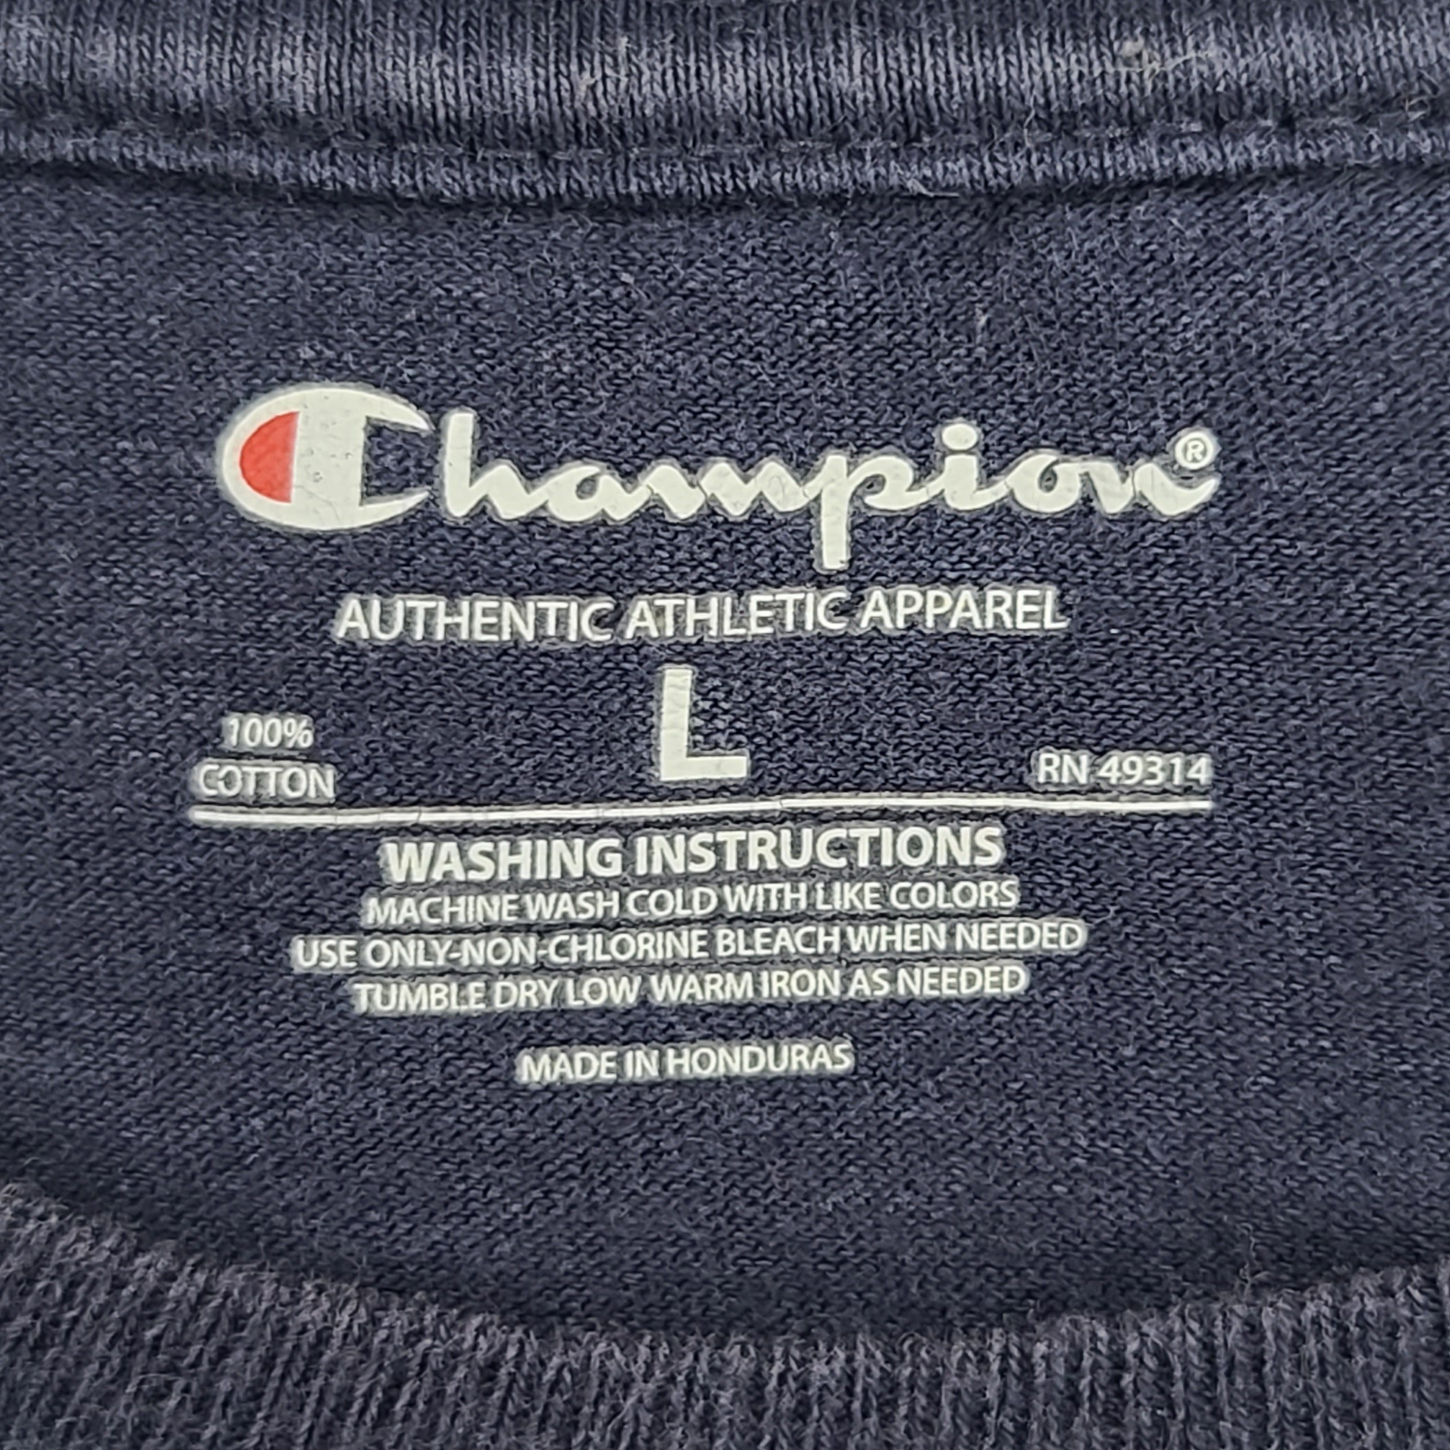 Champion®
AUTHENTIC ATHLETIC APPAREL
L
100%
COTTON
RN 49314
WASHING INSTRUCTIONS
MACHINE WASH COLD WITH LIKE COLORS
USE ONLY-NON-CHLORINE BLEACH WHEN NEEDED
TUMBLE DRY LOW WARM IRON AS NEEDED
MADE IN HONDURAS